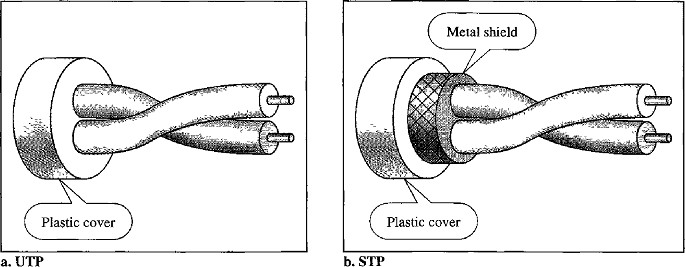 Metal shield
Plastic cover
Plastic cover
a. UTP
b. STP